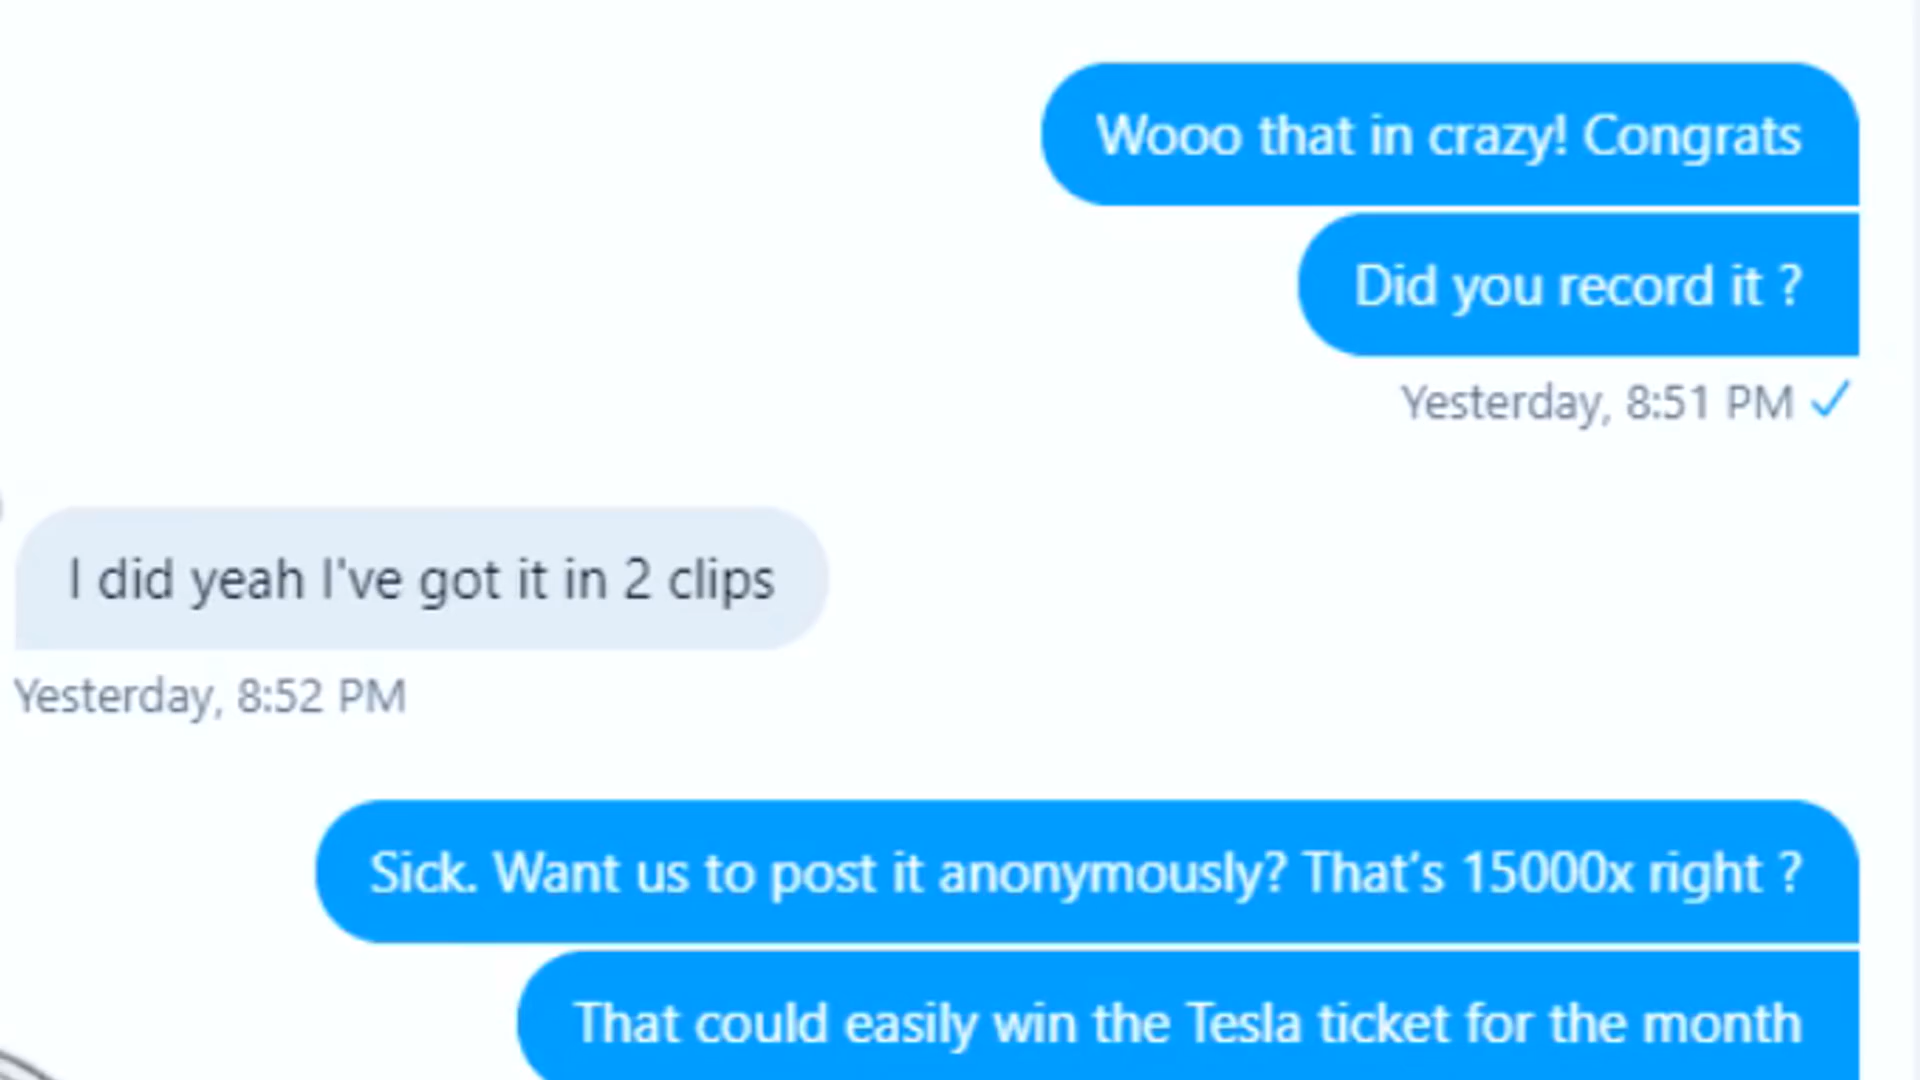 Wooo that in crazy! Congrats
Did you record it ?
Yesterday, 8:51 PM
I did yeah I've got it in 2 clips
Yesterday, 8:52 PM
Sick. Want us to post it anonymously? That's 15000x right ?
That could easily win the Tesla ticket for the month